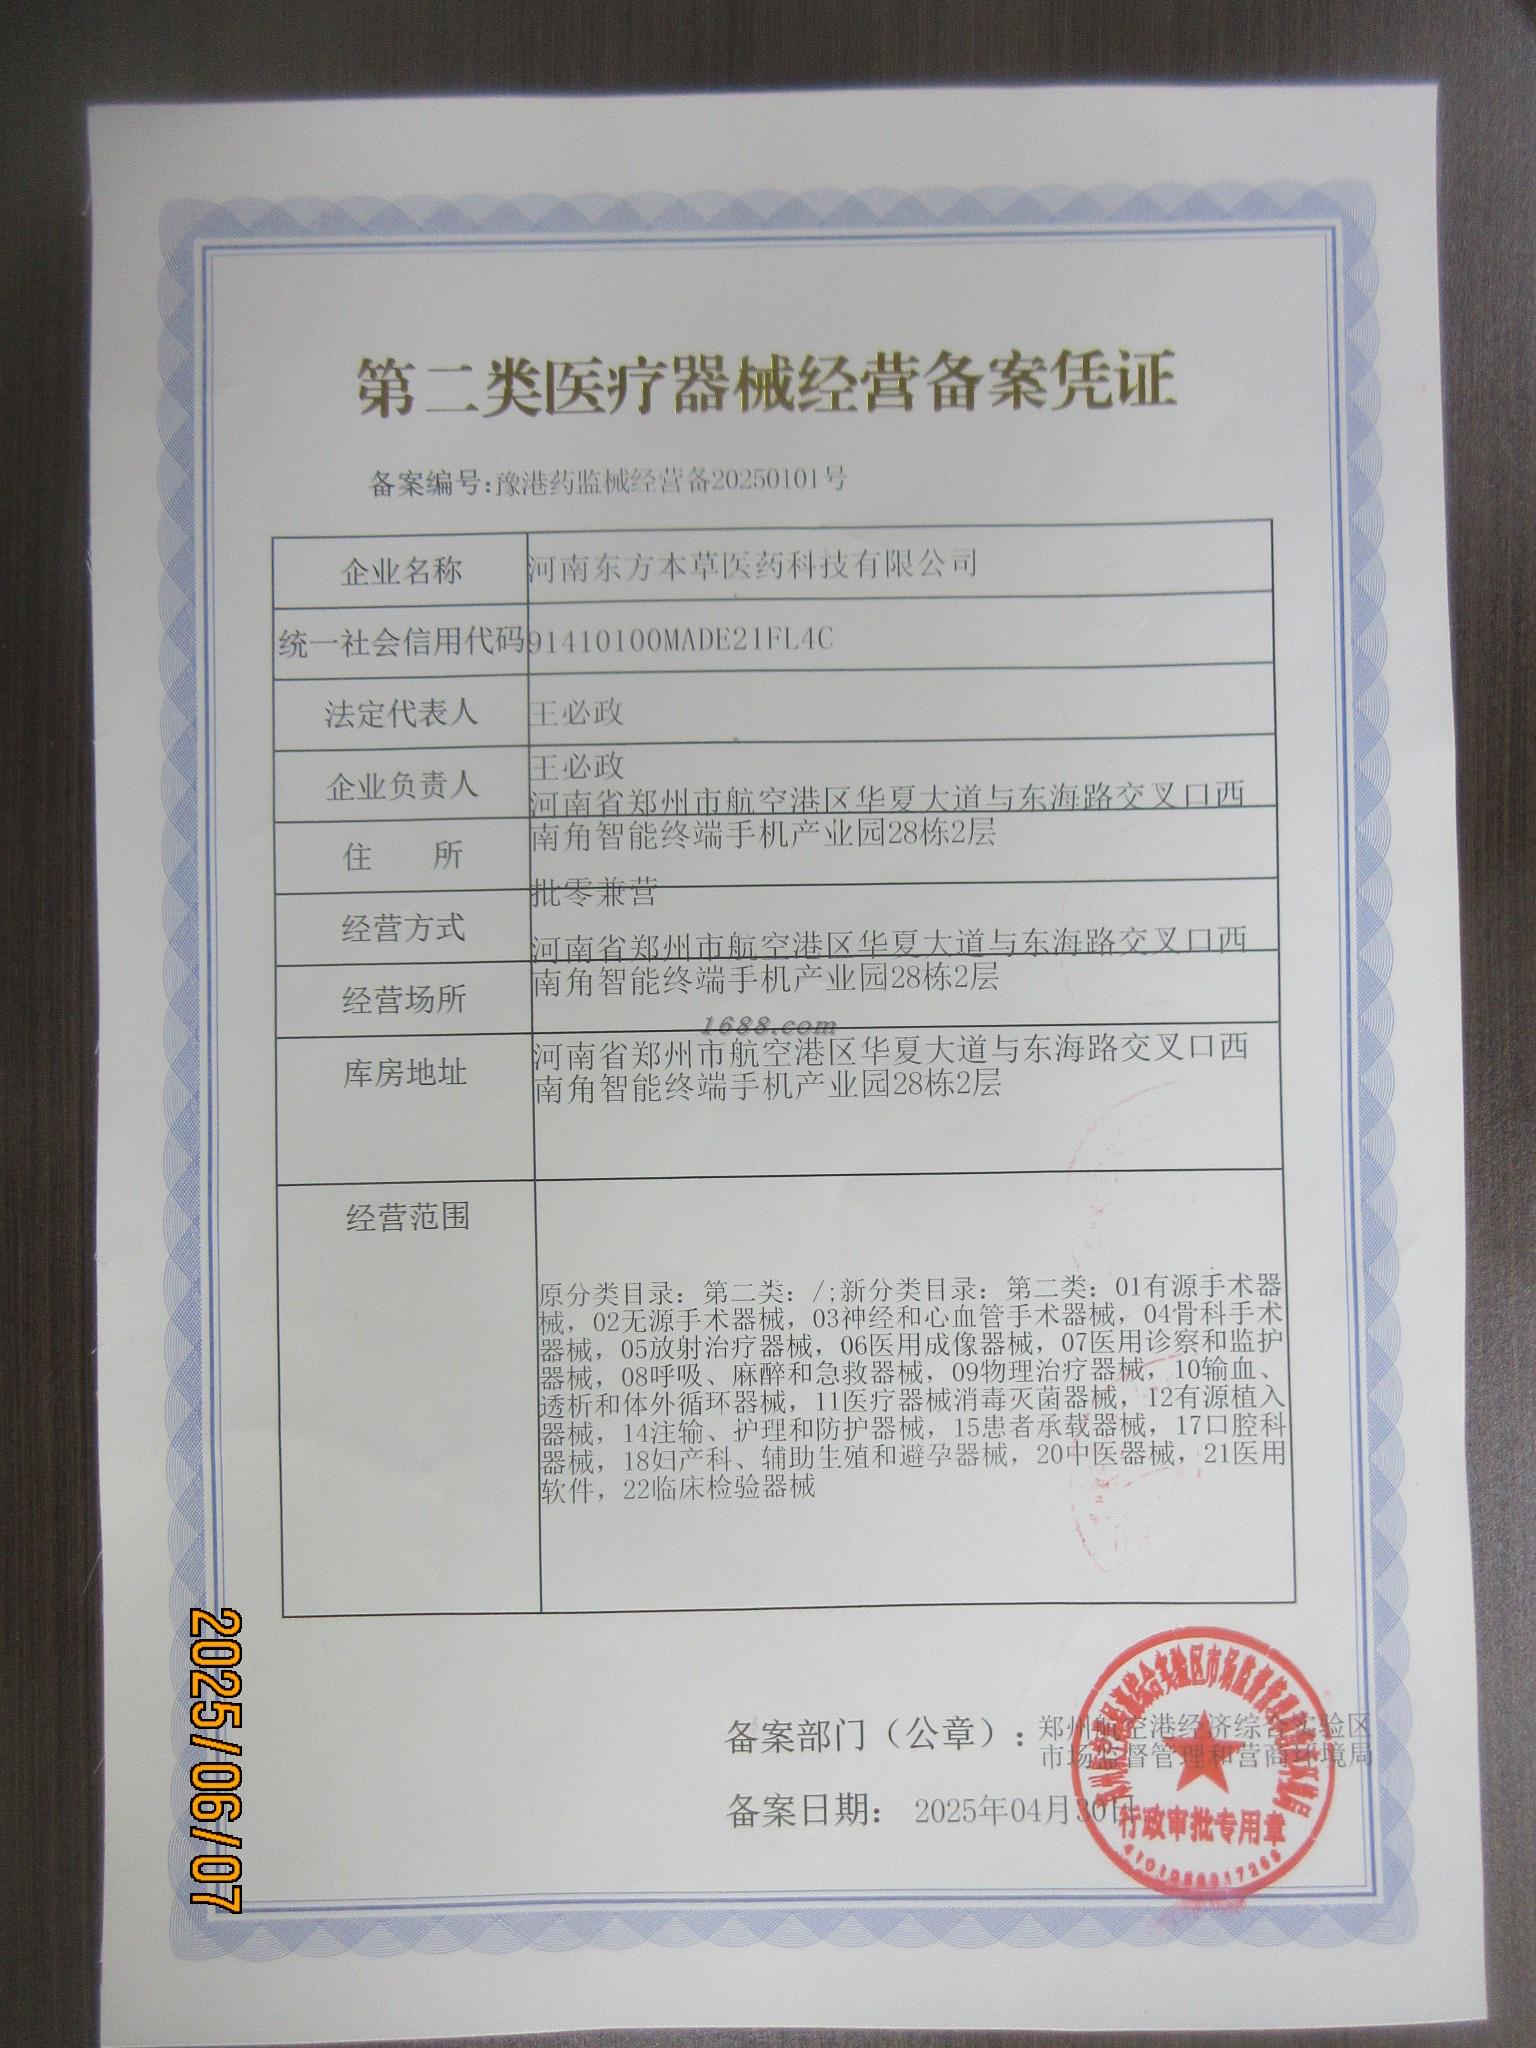 第二类医疗器械经营备案凭证
备案编号:豫港药监械经营备20250101号
企业名称 河南东方本草医药科技有限公司
统一社会信用代码 91410100MADE21FL4C
法定代表人 王必政
企业负责人 王必政
住 所 河南省郑州市航空港区华夏大道与东海路交叉口西
南角智能终端手机产业园28栋2层
经营方式 批零兼营
经营场所 河南省郑州市航空港区华夏大道与东海路交叉口西
南角智能终端手机产业园28栋2层
1688.com
库房地址 河南省郑州市航空港区华夏大道与东海路交叉口西
南角智能终端手机产业园28栋2层
经营范围
原分类目录：第二类：/;新分类目录：第二类：01有源手术器
械，02无源手术器械，03神经和心血管手术器械，04骨科手术
器械，05放射治疗器械，06医用成像器械，07医用诊察和监护
器械，08呼吸、麻醉和急救器械，09物理治疗器械，10输血、
透析和体外循环器械，11医疗器械消毒灭菌器械，12有源植入
器械，14注输、护理和防护器械，15患者承载器械，17口腔科
器械，18妇产科、辅助生殖和避孕器械，20中医器械，21医用
软件，22临床检验器械
备案部门（公章）: 郑州航空港经济综合实验区
市场监督管理和营商环境局
备案日期： 2025年04月30日
行政审批专用章
2025/06/07